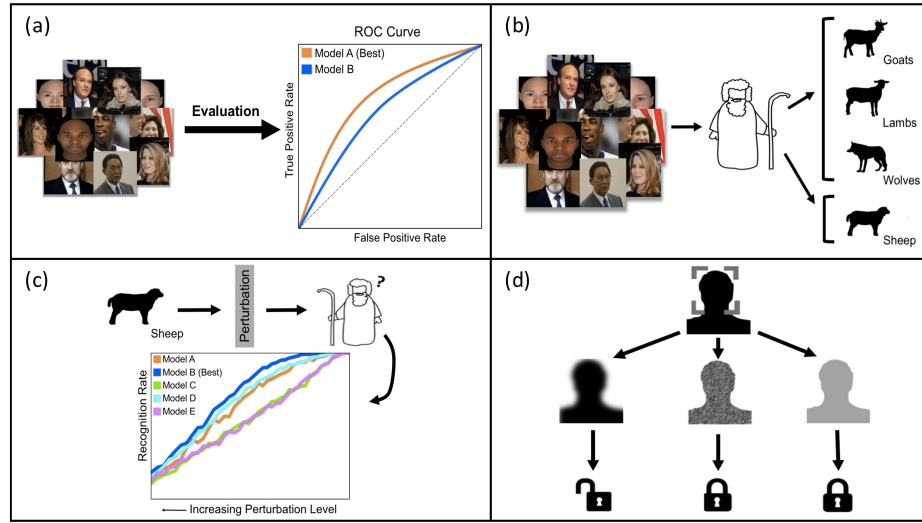 (a)
ROC Curve
Model A (Best)
Model B
Evaluation
True Positive Rate
False Positive Rate
(b)
Goats
Lambs
Wolves
Sheep
(c)
Sheep
Perturbation
?
Model A
Model B (Best)
Model C
Model D
Model E
Recognition Rate
Increasing Perturbation Level
(d)